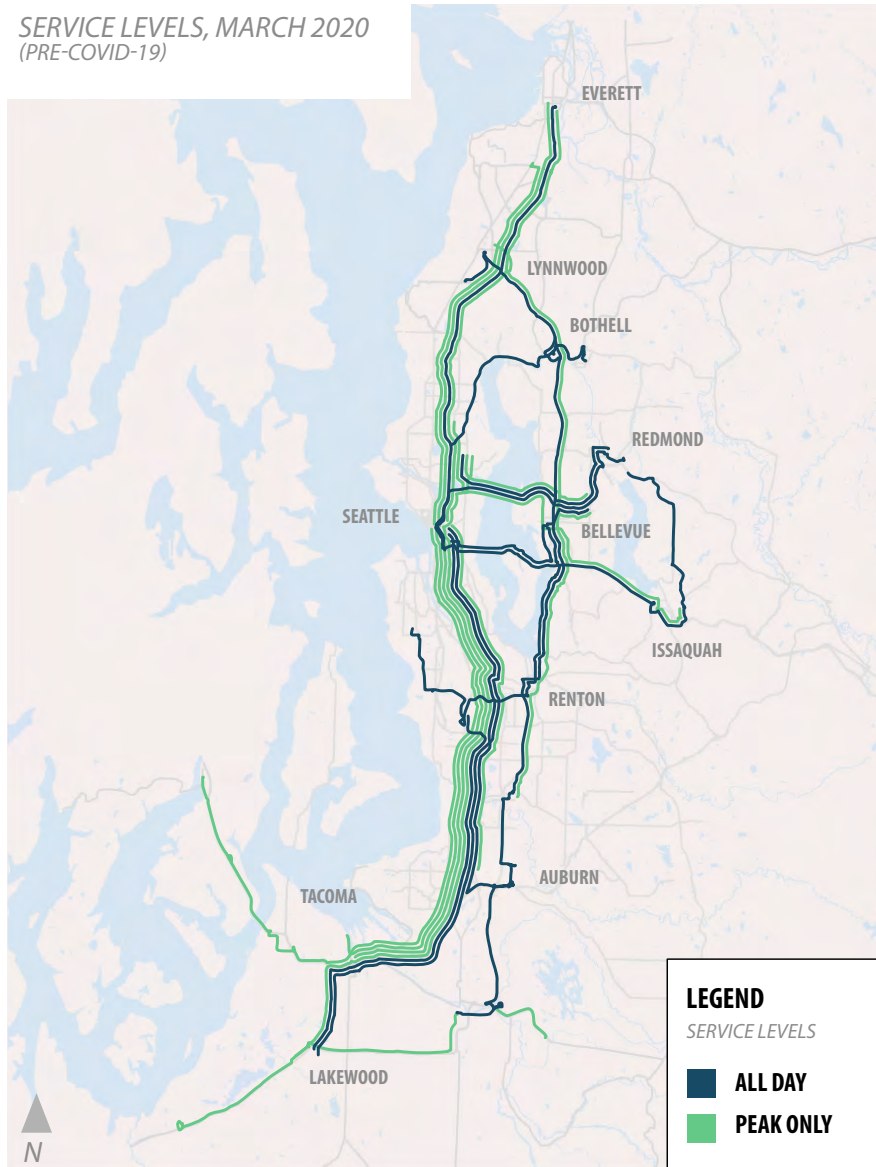 SERVICE LEVELS, MARCH 2020
(PRE-COVID-19)
EVERETT
LYNNWOOD
BOTHELL
REDMOND
SEATTLE
BELLEVUE
ISSAQUAH
RENTON
AUBURN
TACOMA
LAKEWOOD
N
LEGEND
SERVICE LEVELS
ALL DAY
PEAK ONLY